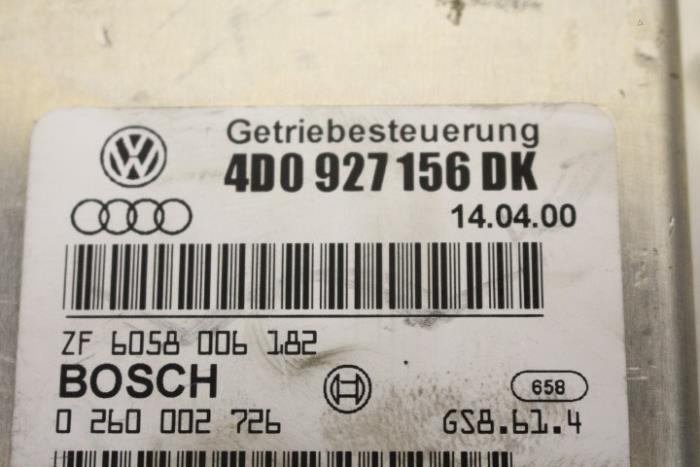 Getriebesteuerung
4D0 927 156 DK
14.04.00
ZF 6058 006 182
BOSCH
658
0 260 002 726 GS8.61.4